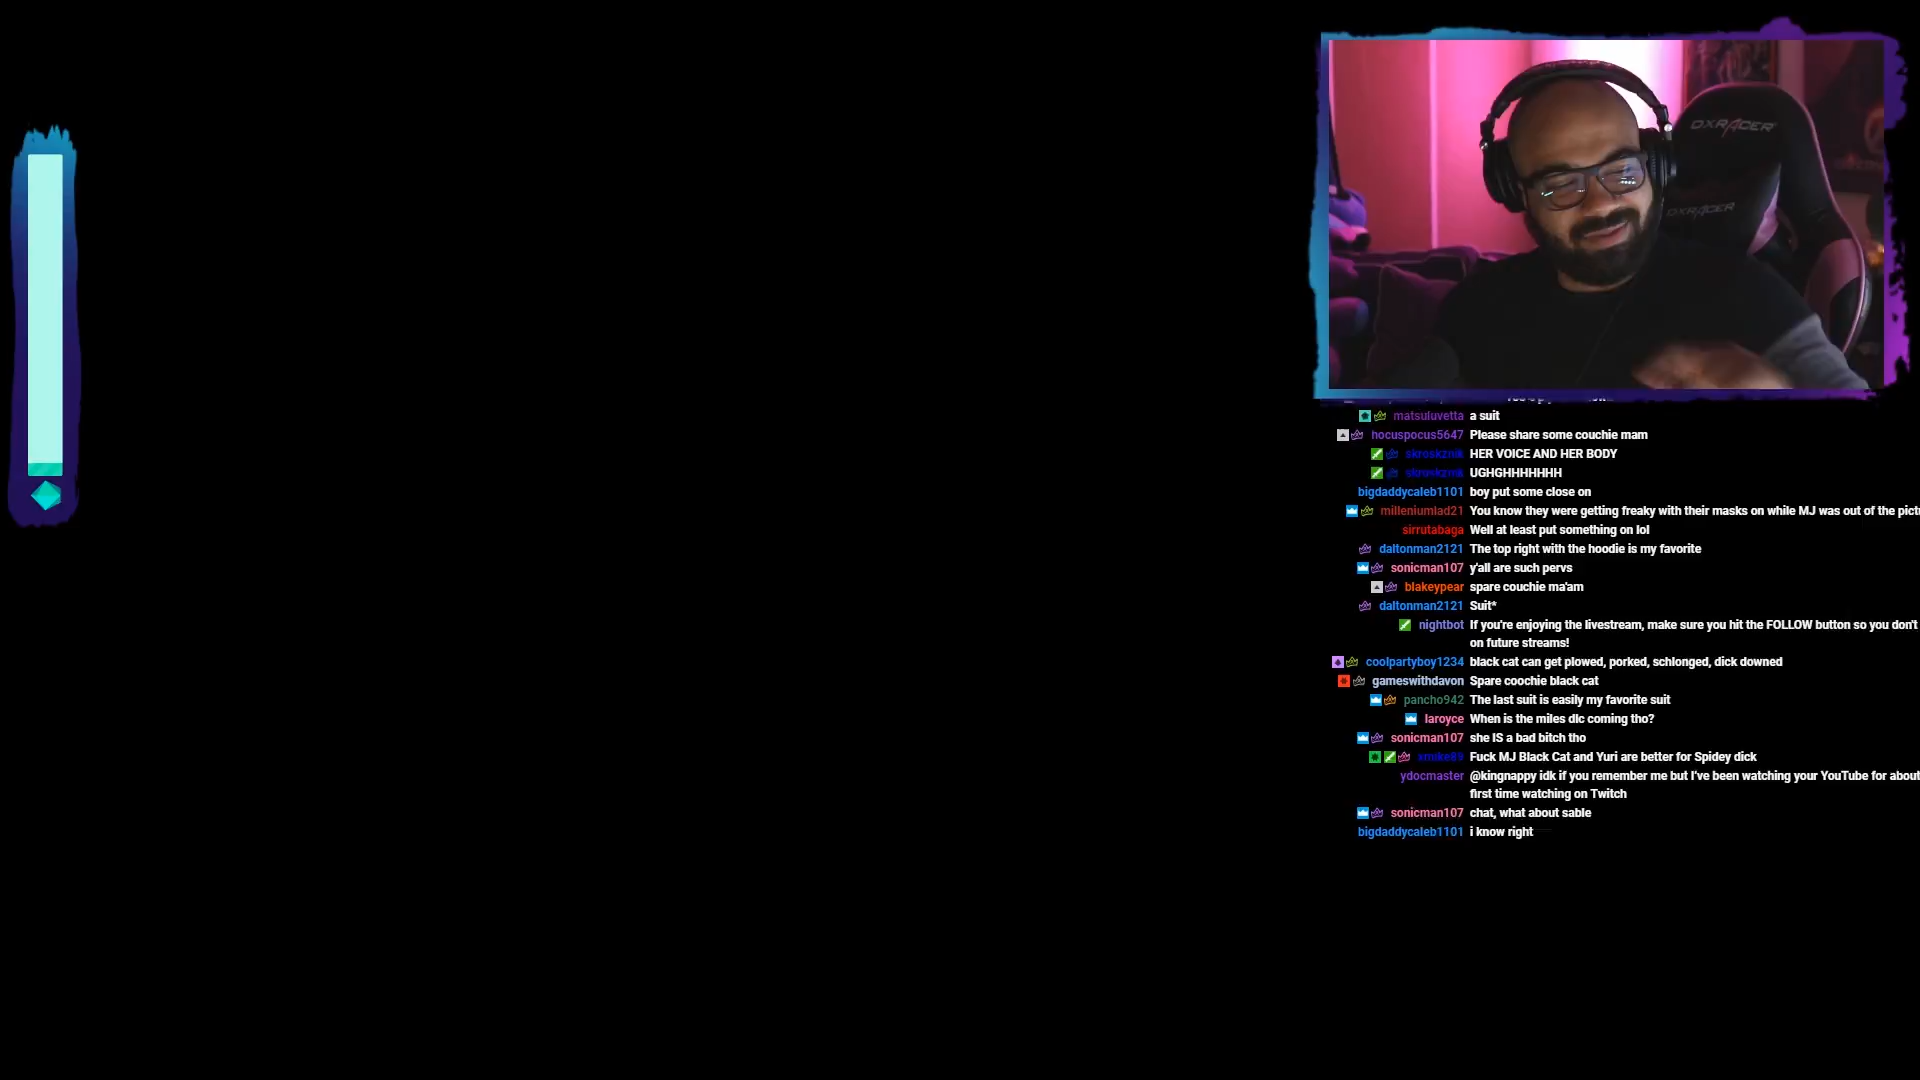 DXRACER
DXRACER
matsuluvetta a suit
hocuspocus5647 Please share some couchie mam
skroskznik HER VOICE AND HER BODY
skroskznik UGHGHHHHHHH
bigdaddycaleb1101 boy put some close on
milleniumlad21 You know they were getting freaky with their masks on while MJ was out of the pict
sirrutabaga Well at least put something on lol
daltonman2121 The top right with the hoodie is my favorite
sonicman107 y'all are such pervs
blakeypear spare couchie ma'am
daltonman2121 Suit*
nightbot If you're enjoying the livestream, make sure you hit the FOLLOW button so you don't
on future streams!
coolpartyboy1234 black cat can get plowed, porked, schlonged, dick downed
gameswithdavon Spare coochie black cat
pancho942 The last suit is easily my favorite suit
laroyce When is the miles dlc coming tho?
sonicman107 she IS a bad bitch tho
Fuck MJ Black Cat and Yuri are better for Spidey dick
ydocmaster @kingnappy idk if you remember me but I've been watching your YouTube for about
first time watching on Twitch
sonicman107 chat, what about sable
bigdaddycaleb1101 i know right